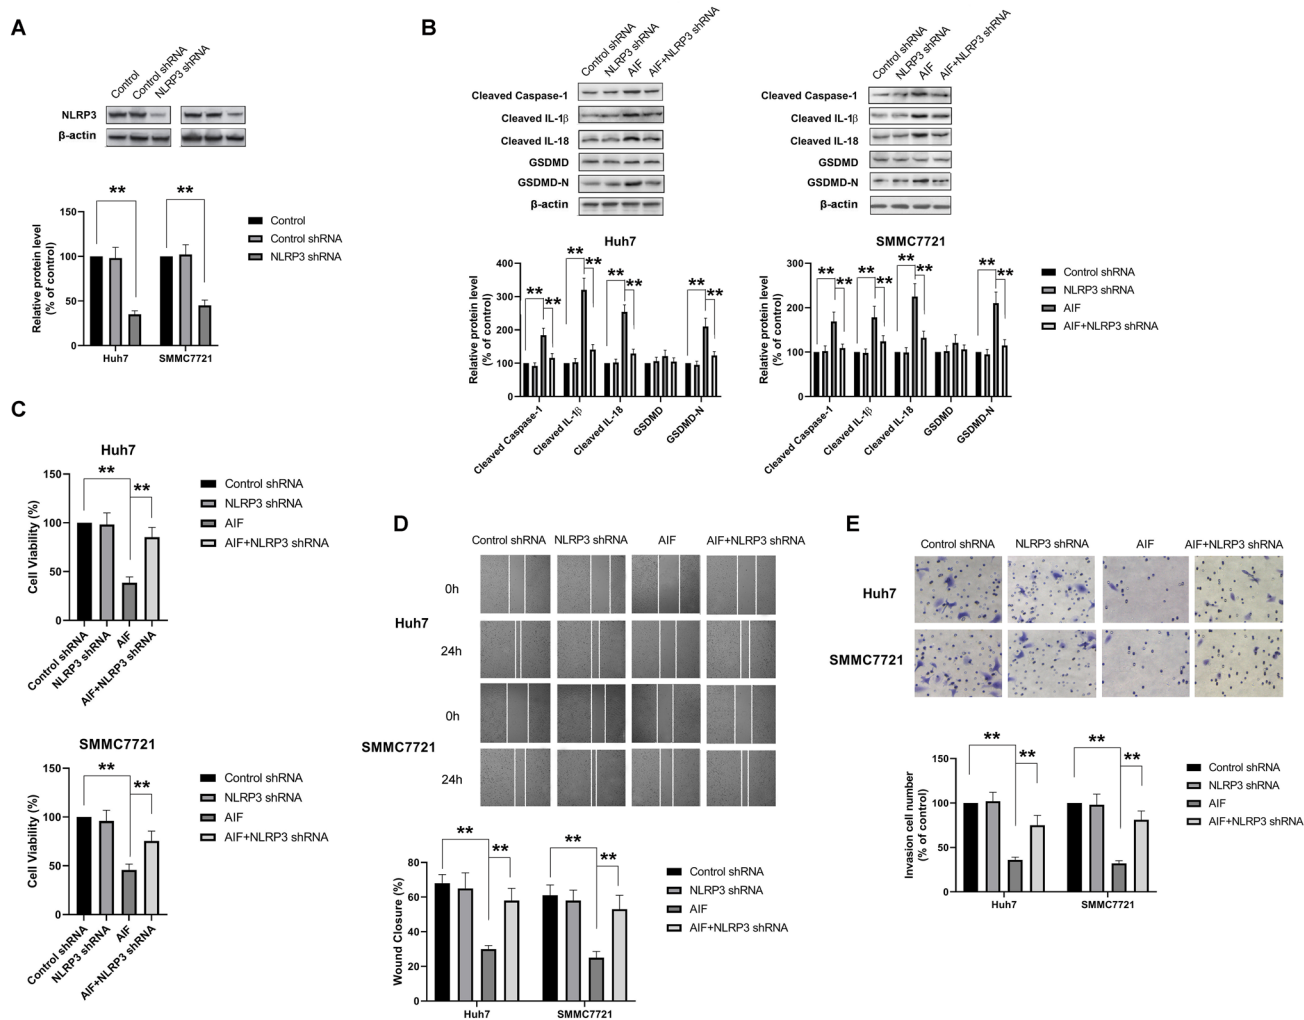 A
Control
Control shRNA
NLRP3 shRNA
NLRP3
β-actin
**
**
150
100
50
0
Relative protein level
(% of control)
Huh7
SMMC7721
Control
Control shRNA
NLRP3 shRNA
B
Control shRNA
NLRP3 shRNA
AIF
AIF+NLRP3 shRNA
Cleaved Caspase-1
Cleaved IL-1β
Cleaved IL-18
GSDMD
GSDMD-N
β-actin
Control shRNA
NLRP3 shRNA
AIF
AIF+NLRP3 shRNA
Cleaved Caspase-1
Cleaved IL-1β
Cleaved IL-18
GSDMD
GSDMD-N
β-actin
Huh7
400
300
200
100
0
Relative protein level
(% of control)
** ** ** ** ** ** ** **
Cleaved Caspase-1
Cleaved IL-1β
Cleaved IL-18
GSDMD
GSDMD-N
SMMC7721
300
200
100
0
Relative protein level
(% of control)
** ** ** ** ** ** ** **
Cleaved Caspase-1
Cleaved IL-1β
Cleaved IL-18
GSDMD
GSDMD-N
Control shRNA
NLRP3 shRNA
AIF
AIF+NLRP3 shRNA
C
Huh7
150
100
50
0
Cell Viability (%)
**
**
Control shRNA
NLRP3 shRNA
AIF
AIF+NLRP3 shRNA
Control shRNA
NLRP3 shRNA
AIF
AIF+NLRP3 shRNA
SMMC7721
150
100
50
0
Cell Viability (%)
**
**
Control shRNA
NLRP3 shRNA
AIF
AIF+NLRP3 shRNA
Control shRNA
NLRP3 shRNA
AIF
AIF+NLRP3 shRNA
D
Control shRNA NLRP3 shRNA AIF AIF+NLRP3 shRNA
0h
Huh7
24h
0h
SMMC7721
24h
80
60
40
20
0
Wound Closure (%)
** ** ** **
Huh7
SMMC7721
Control shRNA
NLRP3 shRNA
AIF
AIF+NLRP3 shRNA
E
Control shRNA NLRP3 shRNA AIF AIF+NLRP3 shRNA
Huh7
SMMC7721
150
100
50
0
Invasion cell number
(% of control)
** ** ** **
Huh7
SMMC7721
Control shRNA
NLRP3 shRNA
AIF
AIF+NLRP3 shRNA